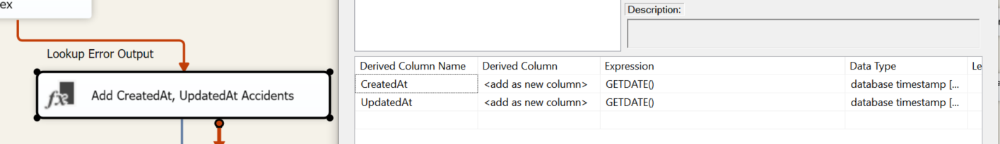 ex
Lookup Error Output
fx
Add CreatedAt, UpdatedAt Accidents
Description:
Derived Column Name Derived Column Expression Data Type Le
CreatedAt <add as new column> GETDATE() database timestamp [...
UpdatedAt <add as new column> GETDATE() database timestamp [...